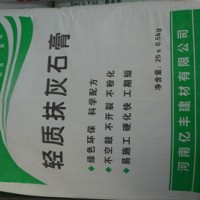 轻质抹灰石膏
绿色环保 科学配方
不空鼓 不开裂 不粉化
易施工 硬化快 工期短
净含量：25±0.5kg
河南亿丰建材有限公司